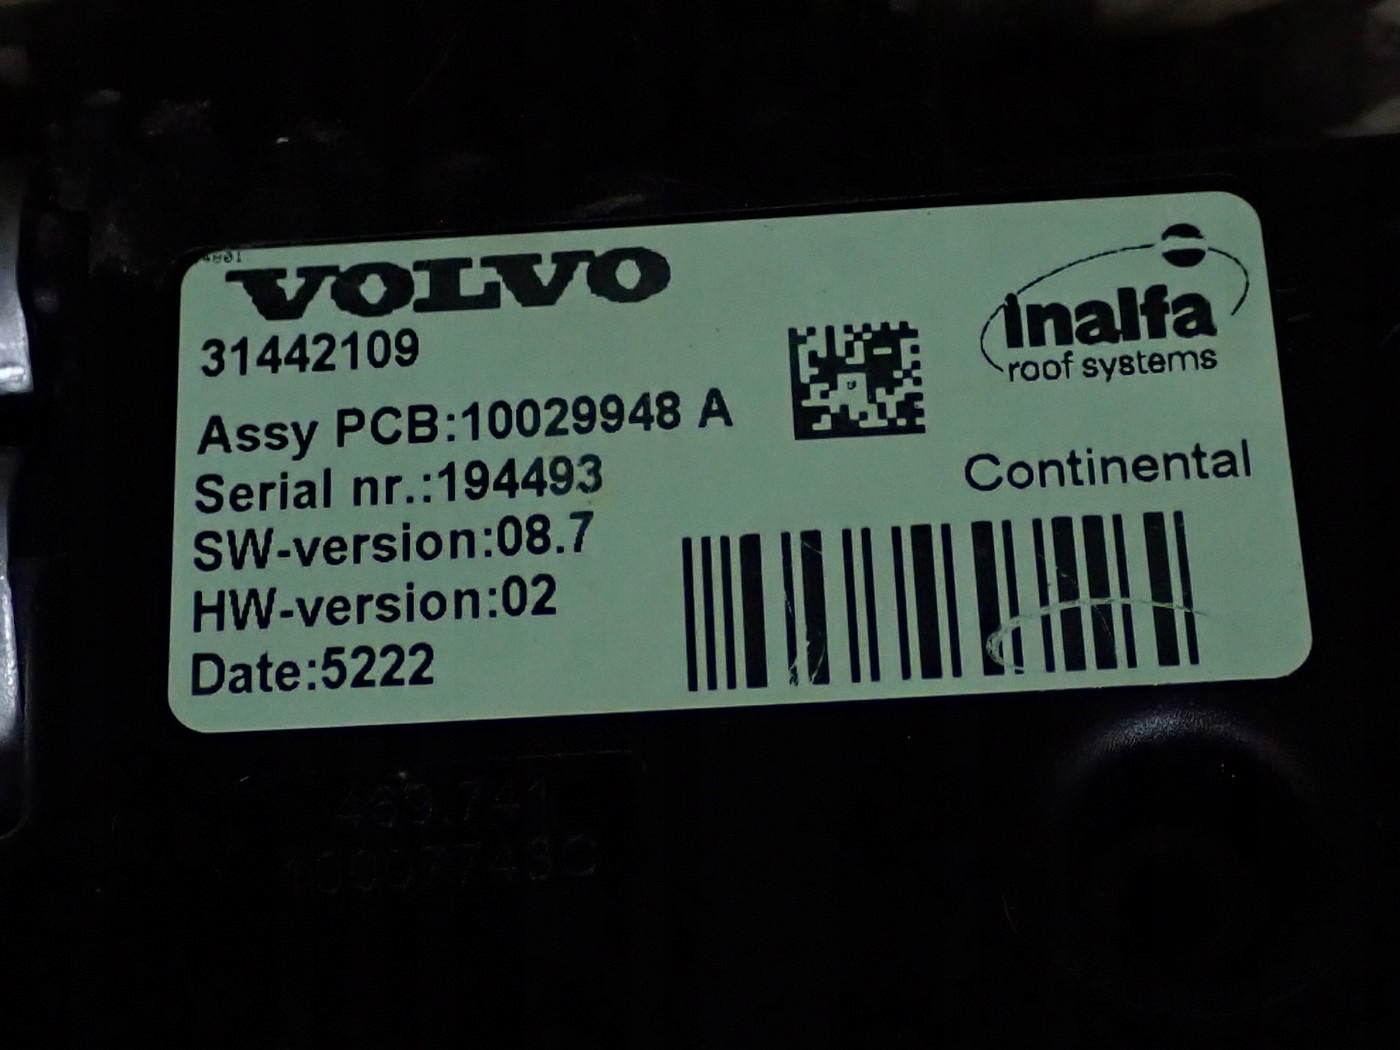 VOLVO
31442109
Assy PCB:10029948 A
Serial nr.:194493
SW-version:08.7
HW-version:02
Date:5222
Inalfa
roof systems
Continental